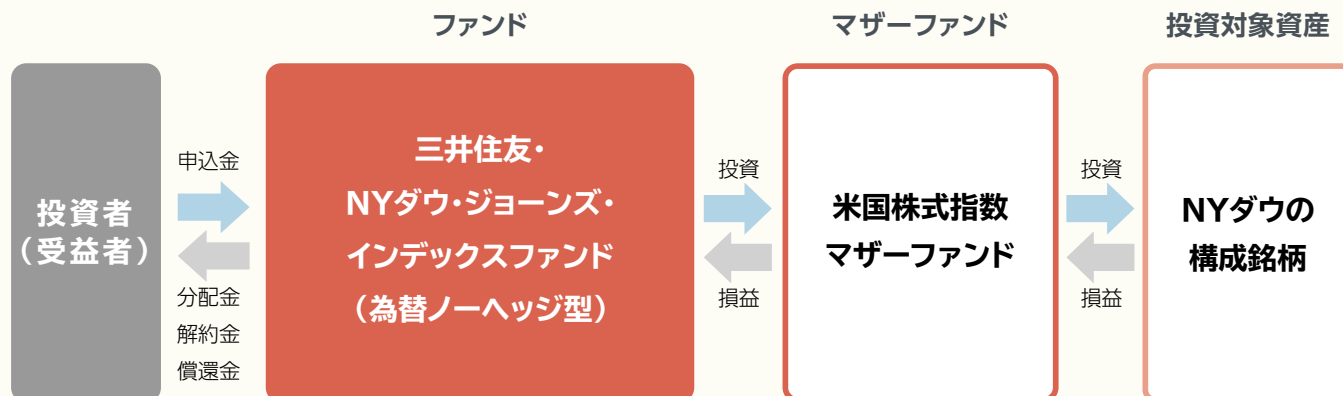 ファンド
マザーファンド
投資対象資産
投資者
（受益者）
申込金
分配金
解約金
償還金
三井住友・
NYダウ・ジョーンズ・
インデックスファンド
（為替ノーヘッジ型）
投資
損益
米国株式指数
マザーファンド
投資
損益
NYダウの
構成銘柄